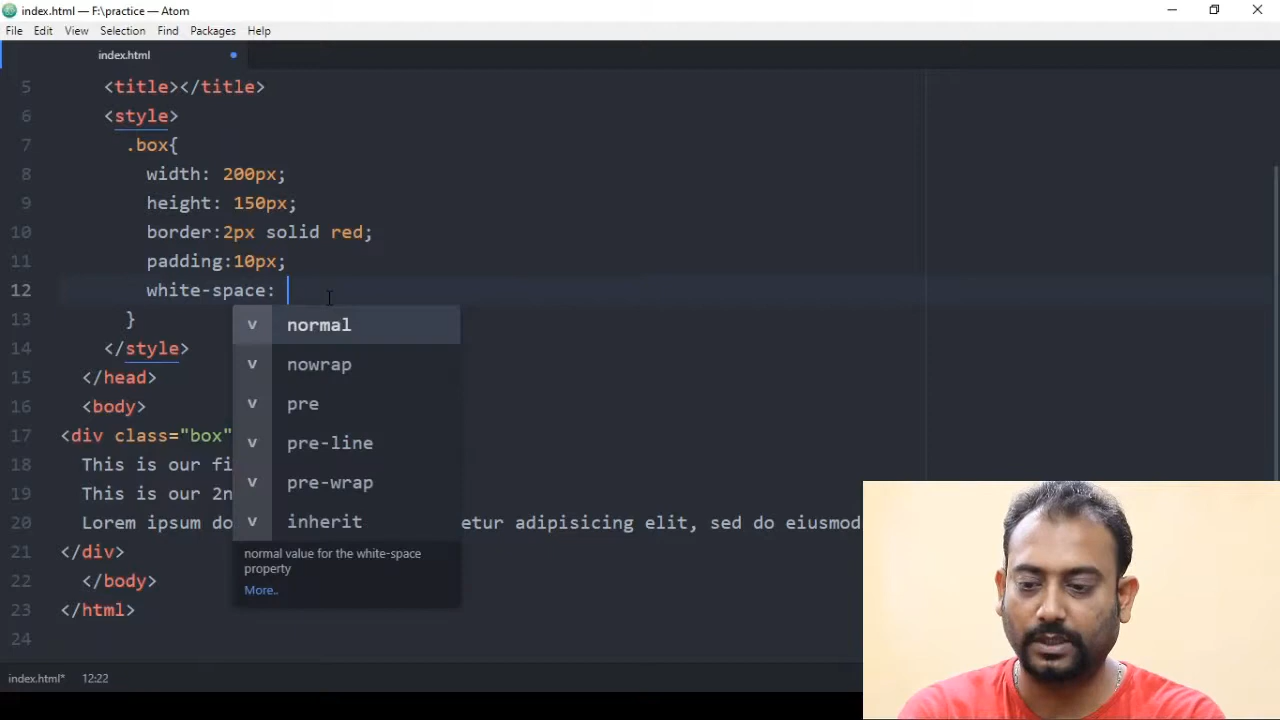 index.html — F:\practice — Atom
File Edit View Selection Find Packages Help
index.html
5 <title></title>
6 <style>
7 .box{
8 width: 200px;
9 height: 150px;
10 border:2px solid red;
11 padding:10px;
12 white-space:
13 }
14 </style>
15 </head>
16 <body>
17 <div class="box"
18 This is our fi
19 This is our 2n
20 Lorem ipsum do etur adipisicing elit, sed do eiusmod
21 </div>
22 </body>
23 </html>
24
v normal
v nowrap
v pre
v pre-line
v pre-wrap
v inherit
normal value for the white-space
property
More..
index.html* 12:22